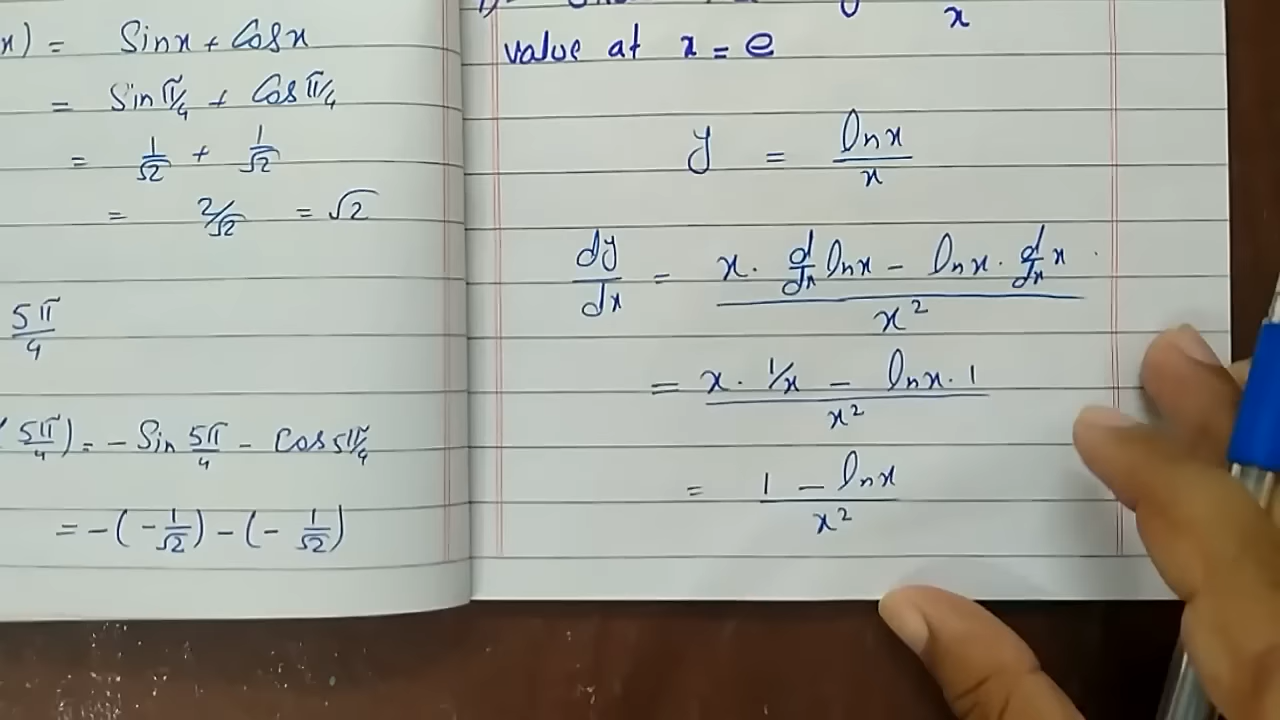 x) = Sinx + Cosx
= Sin π/4 + Cos π/4
= 1/√2 + 1/√2
= 2/√2 = √2
5π/4
(5π/4) = - Sin 5π/4 - Cos 5π/4
= -(-1/√2) - (-1/√2)
x
value at x = e
y = lnx/x
dy/dx = (x · d/dx lnx - lnx · d/dx x)/x²
= (x · 1/x - lnx · 1)/x²
= (1 - lnx)/x²